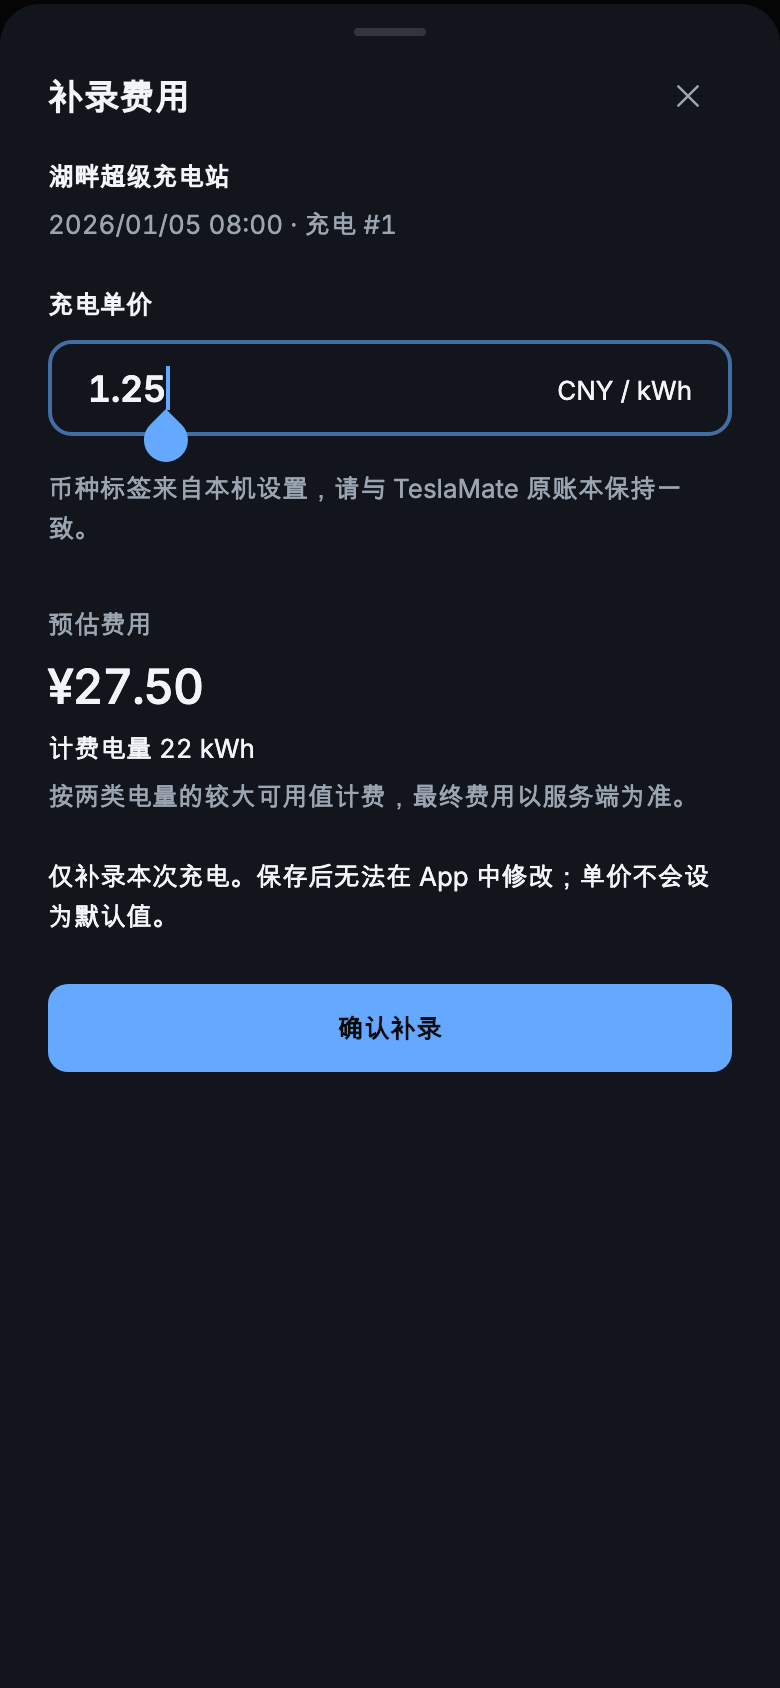 补录费用
湖畔超级充电站
2026/01/05 08:00 · 充电 #1
充电单价
1.25
CNY / kWh
币种标签来自本机设置，请与 TeslaMate 原账本保持一
致。
预估费用
¥27.50
计费电量 22 kWh
按两类电量的较大可用值计费，最终费用以服务端为准。
仅补录本次充电。保存后无法在 App 中修改；单价不会设
为默认值。
确认补录